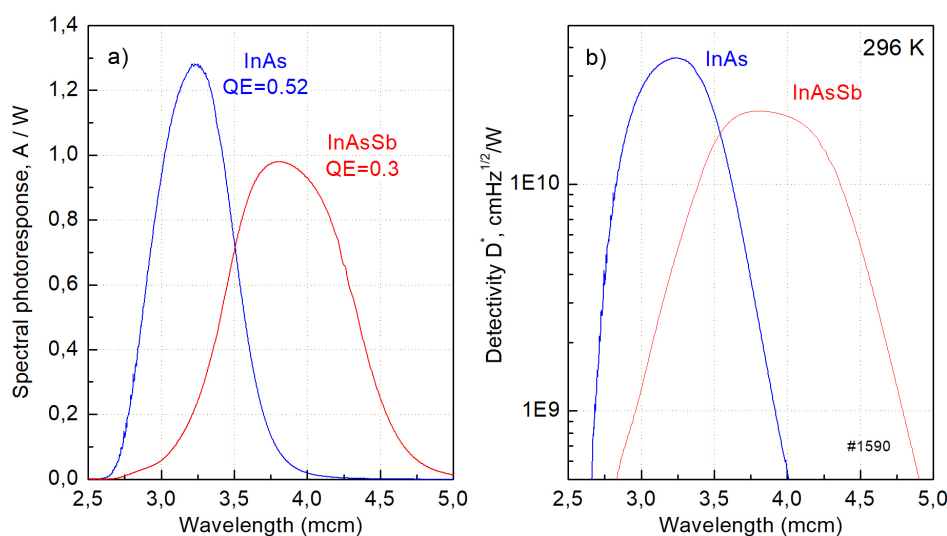 a)
InAs
QE=0.52
InAsSb
QE=0.3
Spectral photoresponse, A / W
1,4
1,2
1,0
0,8
0,6
0,4
0,2
0,0
2,5 3,0 3,5 4,0 4,5 5,0
Wavelength (mcm)
b)
296 K
InAs
InAsSb
Detectivity D*, cmHz1/2/W
1E10
1E9
#1590
2,5 3,0 3,5 4,0 4,5 5,0
Wavelength (mcm)